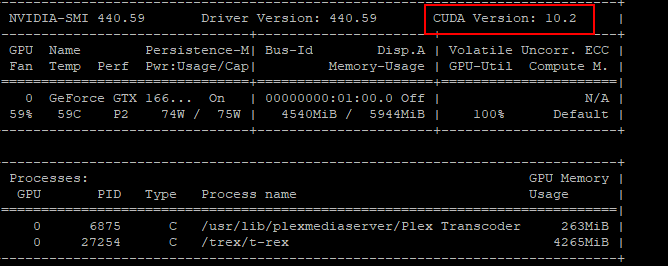 NVIDIA-SMI 440.59 Driver Version: 440.59 CUDA Version: 10.2
GPU Name Persistence-M| Bus-Id Disp.A | Volatile Uncorr. ECC
Fan Temp Perf Pwr:Usage/Cap| Memory-Usage | GPU-Util Compute M.
0 GeForce GTX 166... On | 00000000:01:00.0 Off | N/A
59% 59C P2 74W / 75W | 4540MiB / 5944MiB | 100% Default
Processes: GPU Memory
GPU PID Type Process name Usage
0 6875 C /usr/lib/plexmediaserver/Plex Transcoder 263MiB
0 27254 C /trex/t-rex 4265MiB